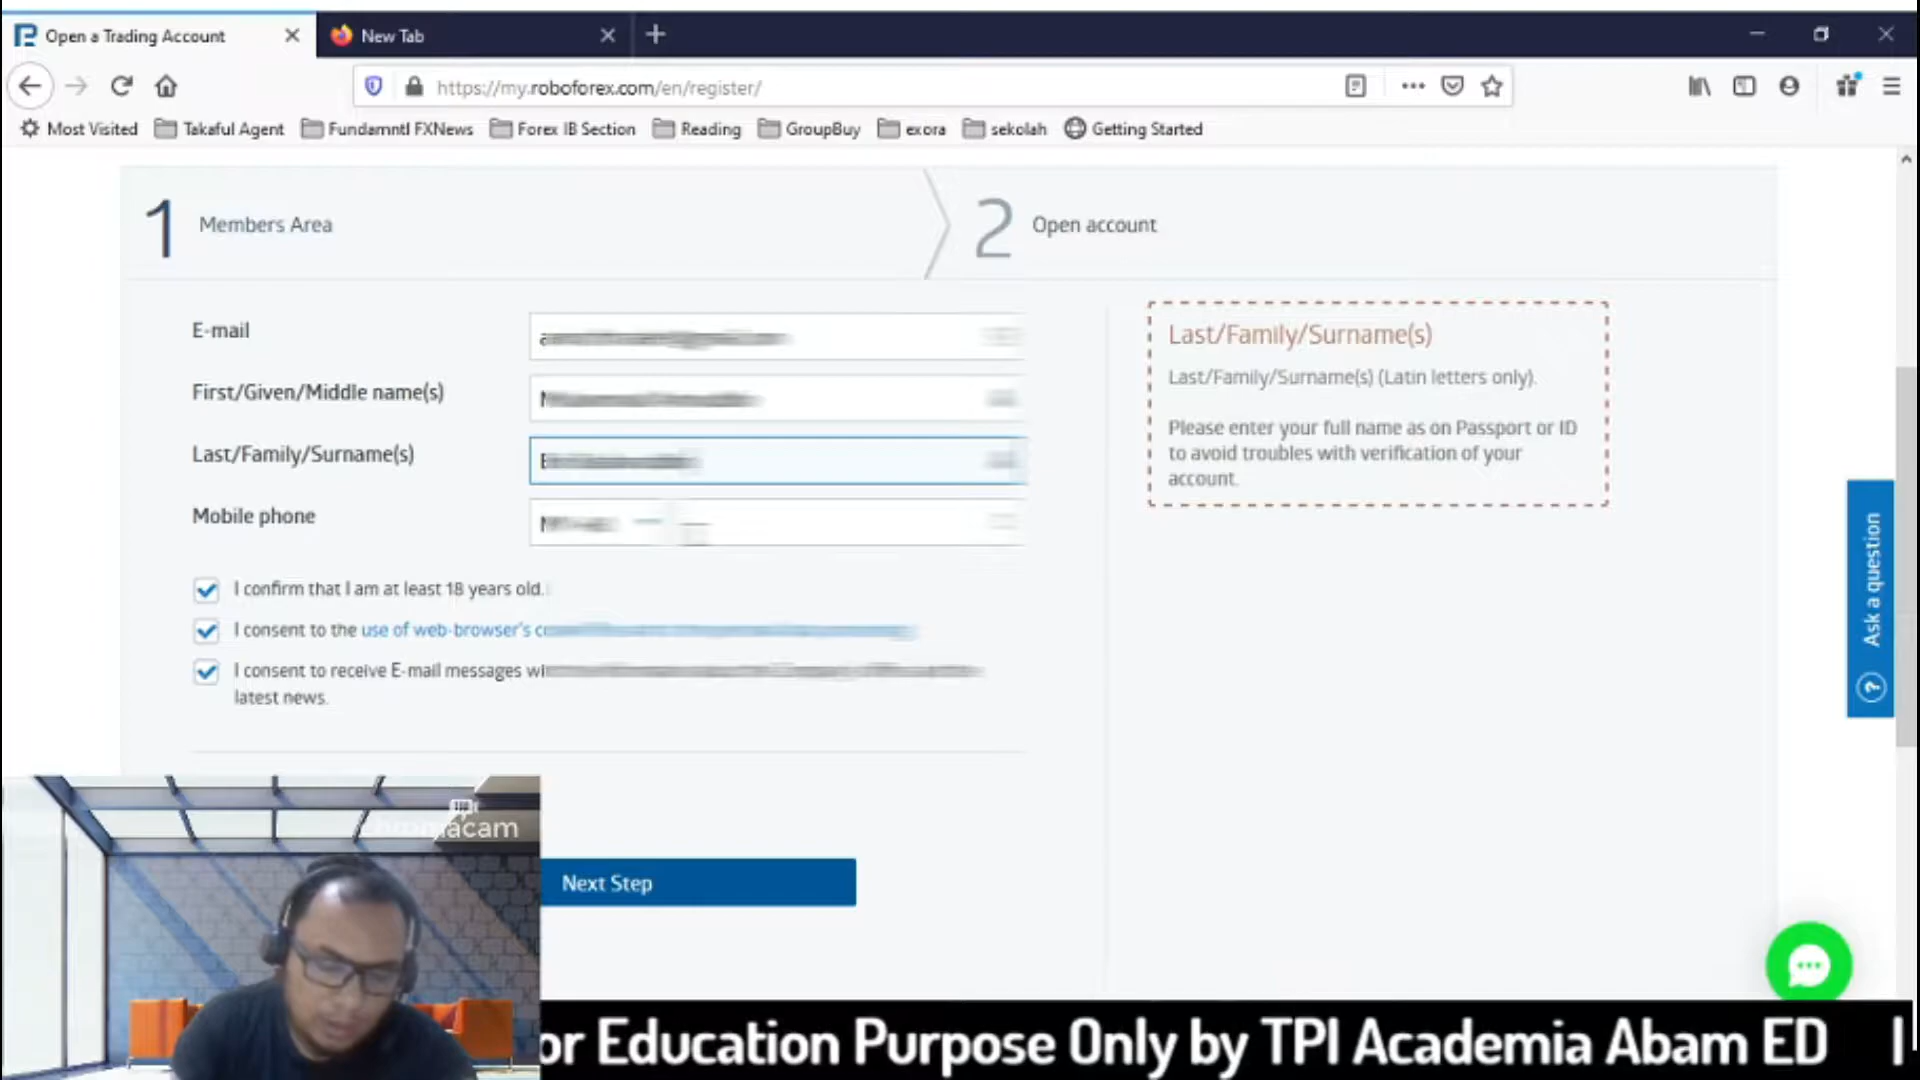 Open a Trading Account
New Tab
https://my.roboforex.com/en/register/
Most Visited Takaful Agent Fundamntl FXNews Forex IB Section Reading GroupBuy exora sekolah Getting Started
1 Members Area
2 Open account
E-mail
First/Given/Middle name(s)
Last/Family/Surname(s)
Mobile phone
Last/Family/Surname(s)
Last/Family/Surname(s) (Latin letters only).
Please enter your full name as on Passport or ID
to avoid troubles with verification of your
account.
I confirm that I am at least 18 years old.
I consent to the use of web-browser's
I consent to receive E-mail messages
latest news.
Next Step
Ask a question
or Education Purpose Only by TPI Academia Abam ED |